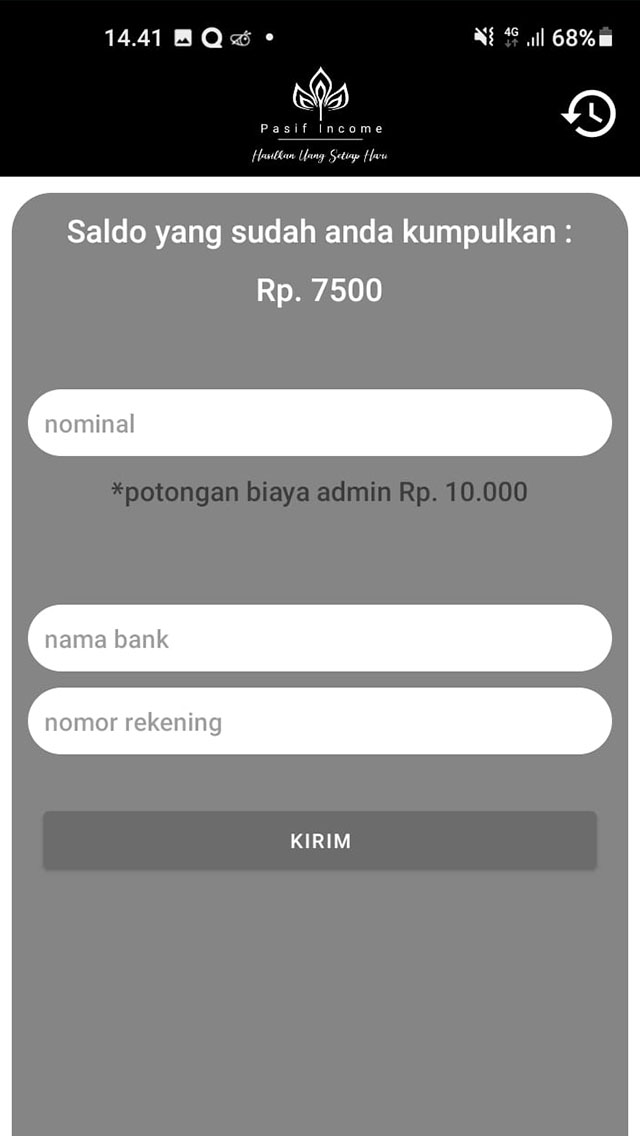 14.41
4G
68%
Pasif Income
Hasilkan Uang Setiap Hari
Saldo yang sudah anda kumpulkan :
Rp. 7500
nominal
*potongan biaya admin Rp. 10.000
nama bank
nomor rekening
KIRIM